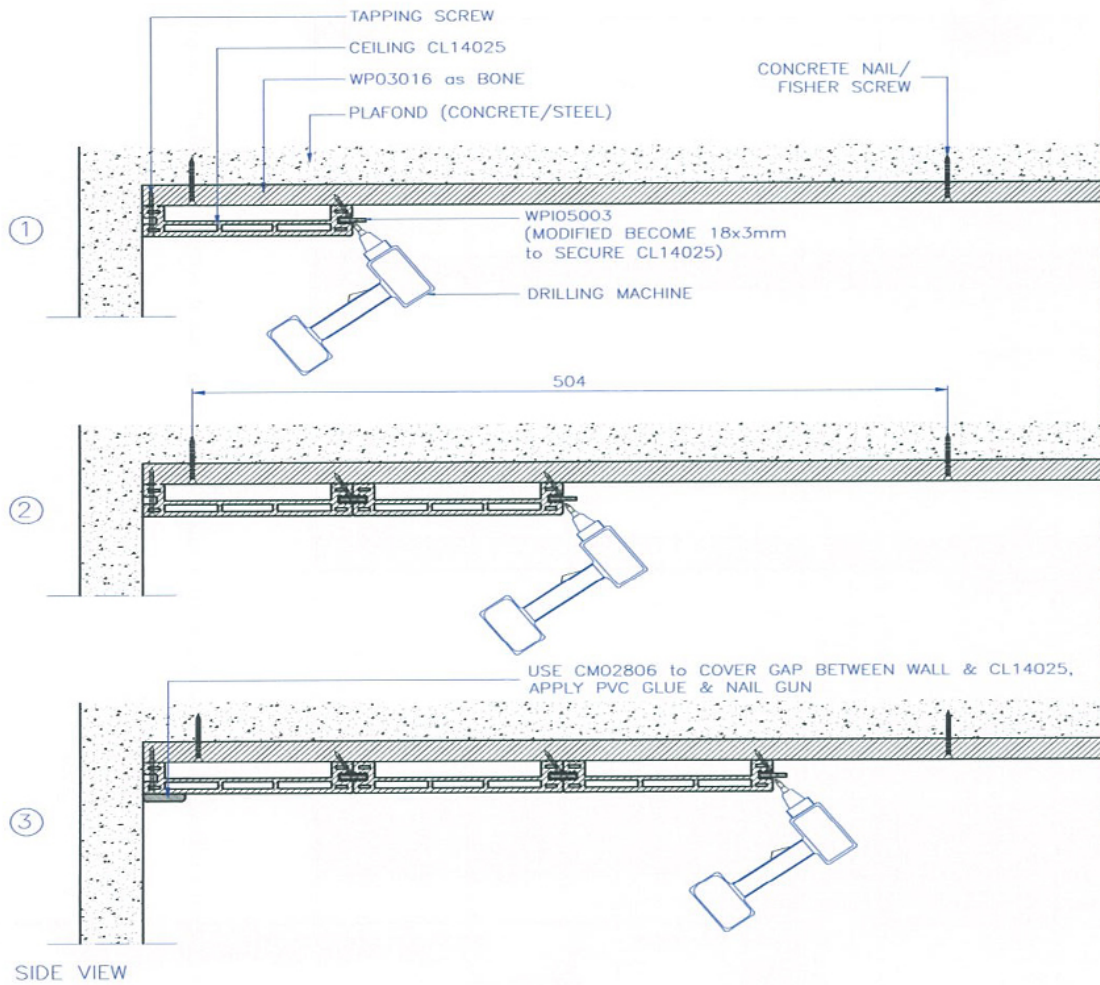 TAPPING SCREW
CEILING CL14025
WP03016 as BONE
PLAFOND (CONCRETE/STEEL)
CONCRETE NAIL/
FISHER SCREW
1
WPI05003
(MODIFIED BECOME 18x3mm
to SECURE CL14025)
DRILLING MACHINE
504
2
USE CM02806 to COVER GAP BETWEEN WALL & CL14025,
APPLY PVC GLUE & NAIL GUN
3
SIDE VIEW